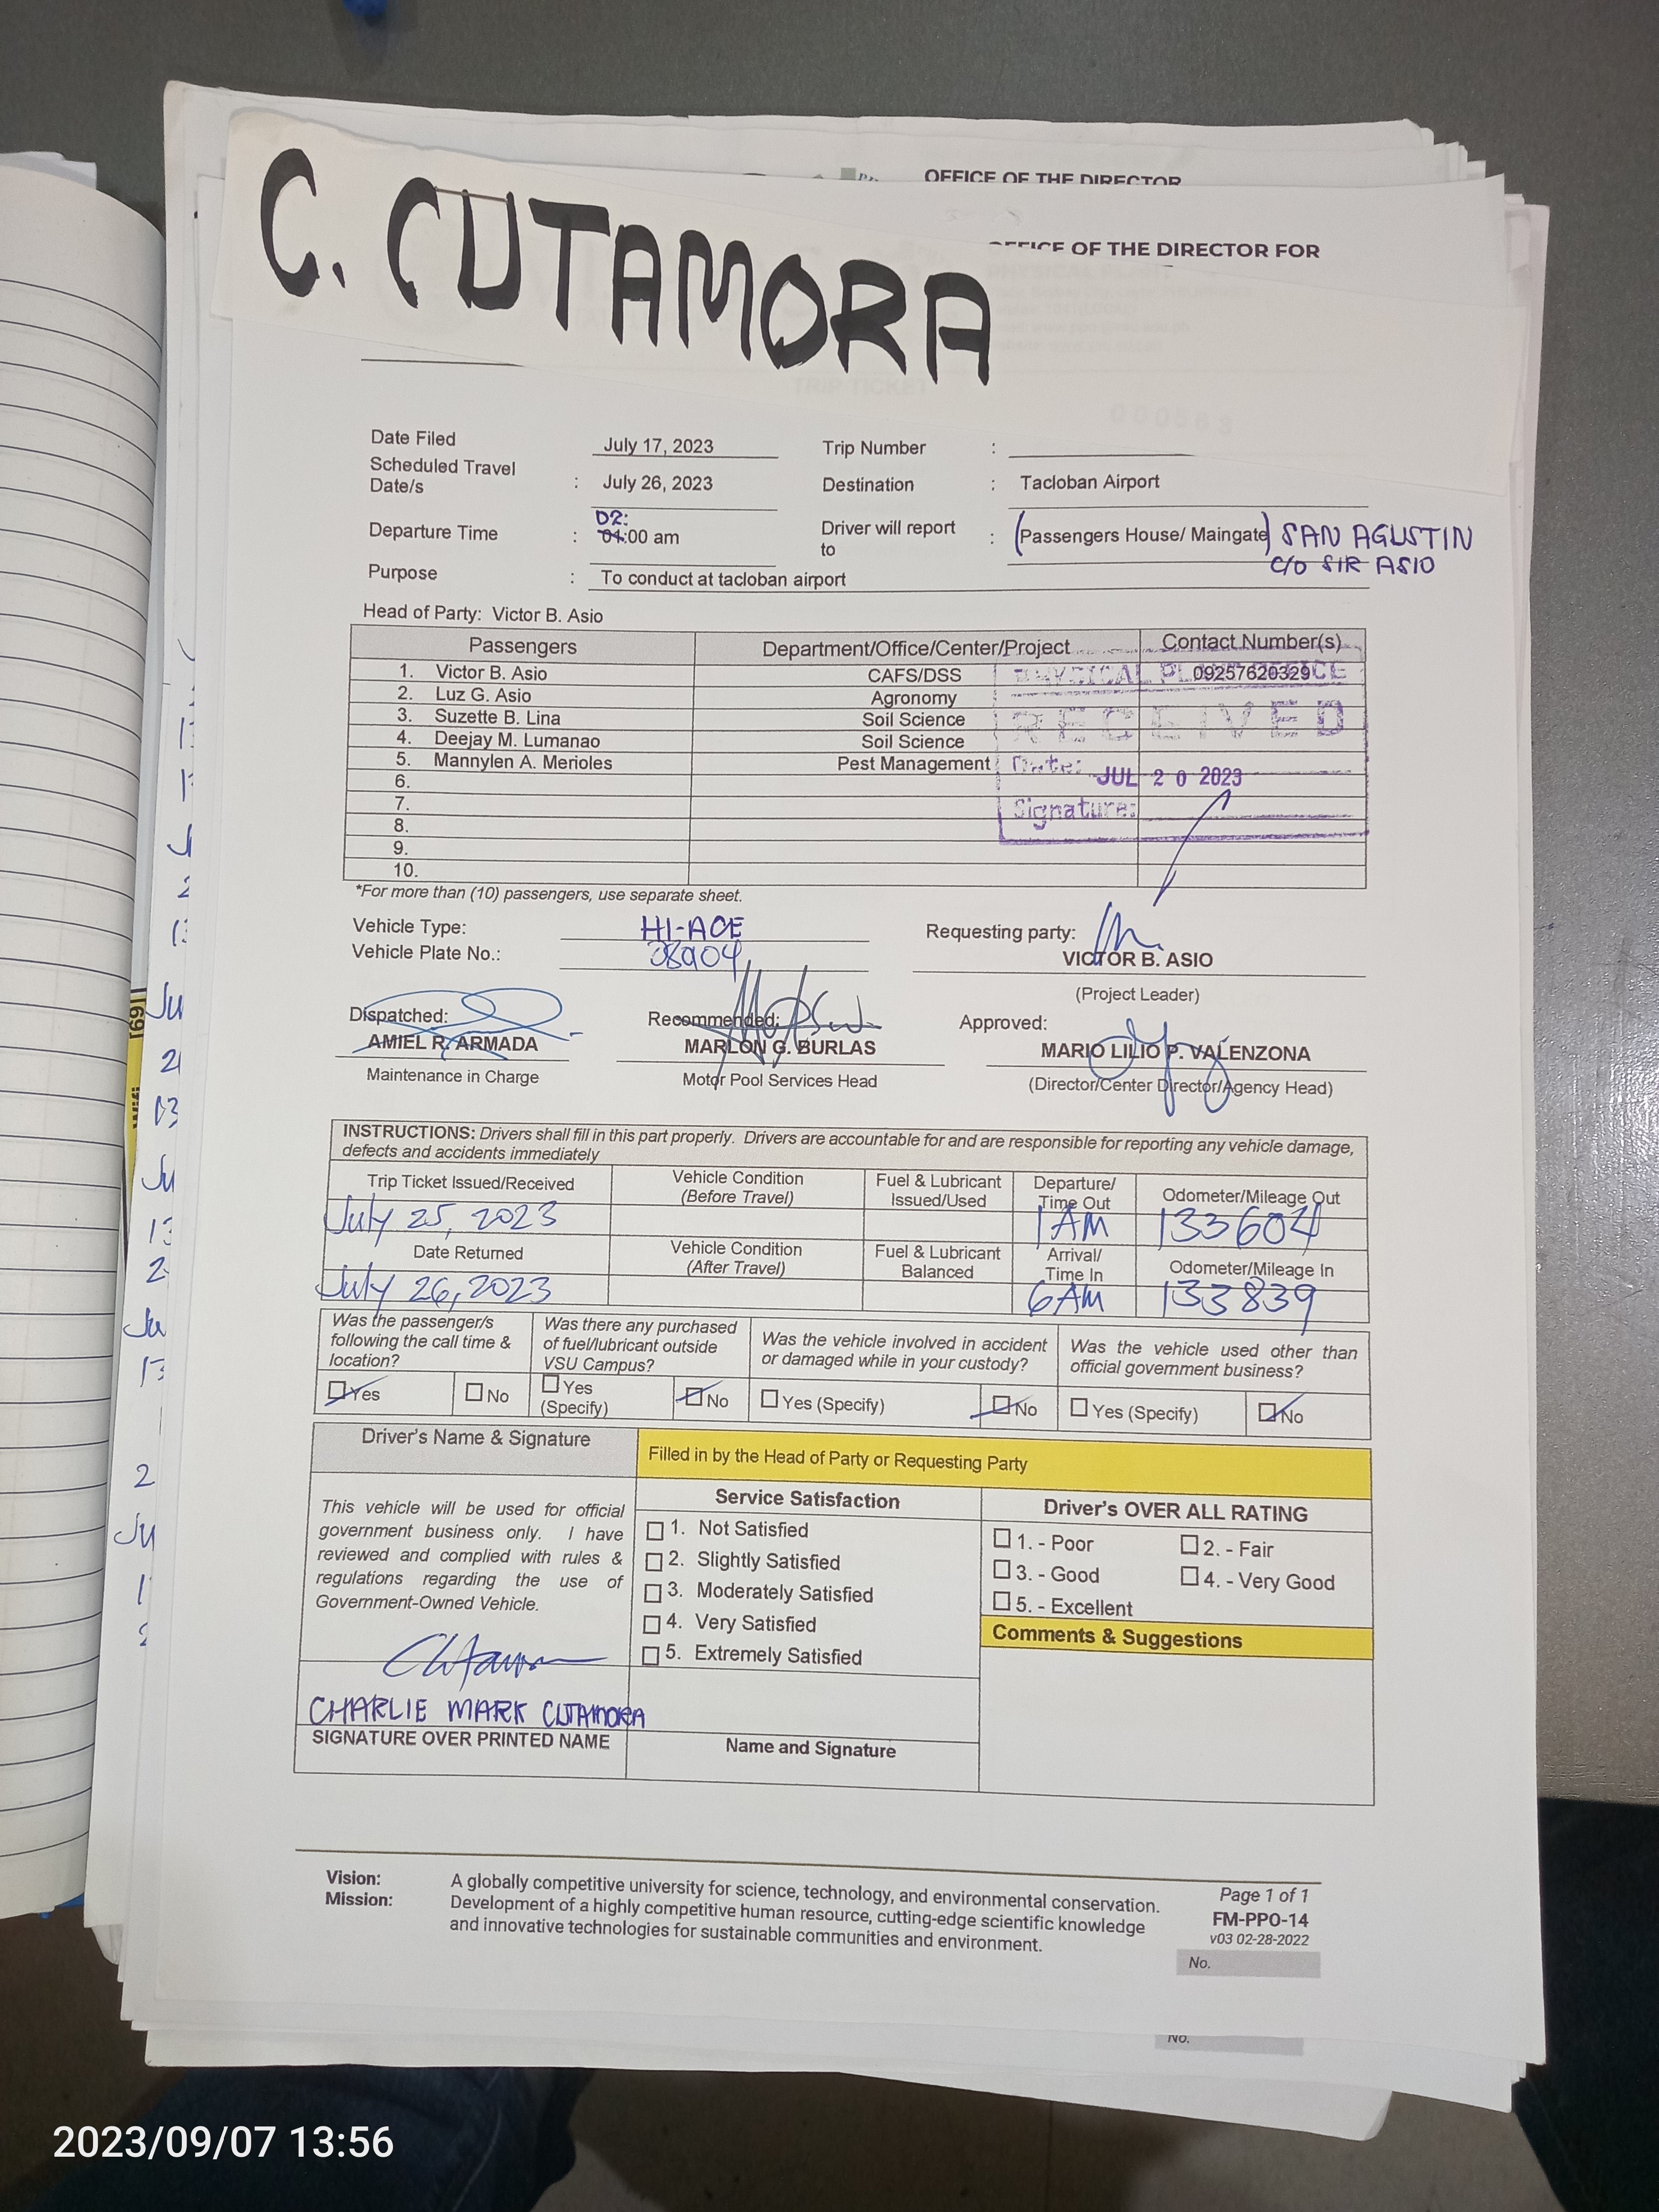 OFFICE OF THE DIRECTOR
C. CUTAMORA
OFFICE OF THE DIRECTOR FOR
TRIP TICKET
Date Filed July 17, 2023 Trip Number :
Scheduled Travel
Date/s : July 26, 2023 Destination : Tacloban Airport
02:
Departure Time : 04:00 am Driver will report to : (Passengers House/ Maingate) SAN AGUSTIN
C/O SIR ASIO
Purpose : To conduct at tacloban airport
Head of Party: Victor B. Asio
Passengers Department/Office/Center/Project Contact Number(s)
1. Victor B. Asio CAFS/DSS 09257620329
2. Luz G. Asio Agronomy
3. Suzette B. Lina Soil Science
4. Deejay M. Lumanao Soil Science
5. Mannylen A. Merioles Pest Management
6.
7.
8.
9.
10.
PHYSICAL PLANT OFFICE
RECEIVED
Date: JUL 20 2023
Signature:
*For more than (10) passengers, use separate sheet.
Vehicle Type: HI-ACE Requesting party:
Vehicle Plate No.: VICTOR B. ASIO
(Project Leader)
Dispatched: Recommended: Approved:
AMIEL R. ARMADA MARLON G. BURLAS MARIO LILIO P. VALENZONA
Maintenance in Charge Motor Pool Services Head (Director/Center Director/Agency Head)
INSTRUCTIONS: Drivers shall fill in this part properly. Drivers are accountable for and are responsible for reporting any vehicle damage,
defects and accidents immediately
Trip Ticket Issued/Received Vehicle Condition (Before Travel) Fuel & Lubricant Issued/Used Departure/ Time Out Odometer/Mileage Out
July 25, 2023 1 AM 133604
Date Returned Vehicle Condition (After Travel) Fuel & Lubricant Balanced Arrival/ Time In Odometer/Mileage In
July 26, 2023 6AM 133839
Was the passenger/s following the call time & location? Was there any purchased of fuel/lubricant outside VSU Campus? Was the vehicle involved in accident or damaged while in your custody? Was the vehicle used other than official government business?
Yes No Yes (Specify) No Yes (Specify) No Yes (Specify) No
Driver's Name & Signature Filled in by the Head of Party or Requesting Party
This vehicle will be used for official
government business only. I have
reviewed and complied with rules &
regulations regarding the use of
Government-Owned Vehicle.
CHARLIE MARK CUTAMORA
SIGNATURE OVER PRINTED NAME
Service Satisfaction
1. Not Satisfied
2. Slightly Satisfied
3. Moderately Satisfied
4. Very Satisfied
5. Extremely Satisfied
Name and Signature
Driver's OVER ALL RATING
1. - Poor 2. - Fair
3. - Good 4. - Very Good
5. - Excellent
Comments & Suggestions
Vision: A globally competitive university for science, technology, and environmental conservation.
Mission: Development of a highly competitive human resource, cutting-edge scientific knowledge
and innovative technologies for sustainable communities and environment.
Page 1 of 1
FM-PPO-14
v03 02-28-2022
No.
No.
2023/09/07 13:56